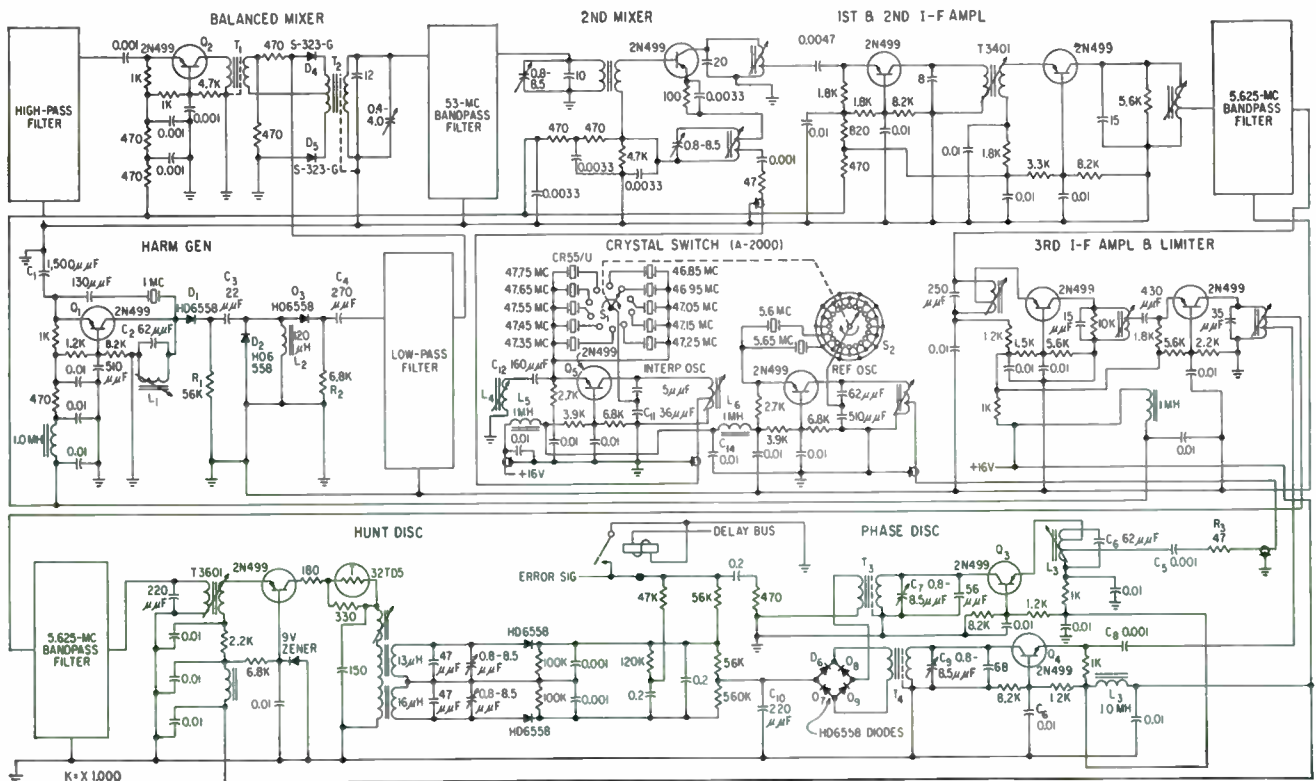 BALANCED MIXER
2ND MIXER
1ST & 2ND I-F AMPL
HIGH-PASS
FILTER
0.001
2N499
Q2
T1
470
S-323-G
D4
T2
12
0.4-
4.0
1K
1K
4.7K
0.001
0.001
0.001
470
470
470
D5
S-323-G
53-MC
BANDPASS
FILTER
0.8-
8.5
10
2N499
20
100
0.0033
470
470
0.0033
0.0033
4.7K
0.0033
0.8-8.5
0.001
47
0.0047
2N499
1.8K
1.8K
8.2K
8
0.01
820
470
0.01
T3401
2N499
0.01
1.8K
3.3K
8.2K
0.01
0.01
15
5.6K
5.625-MC
BANDPASS
FILTER
HARM GEN
C1
1,500μμF
130μμF
1 MC
Q1
2N499
D1
HD6558
C2
62μμF
1K
1.2K
8.2K
0.01
510
μμF
470
0.01
1.0MH
0.01
L1
C3
22
μμF
D2
HO6
558
R1
56K
120
μH
L2
D3
HO6558
C4
270
μμF
6.8K
R2
LOW-PASS
FILTER
CRYSTAL SWITCH (A-2000)
CR55/U
47.75 MC
47.65 MC
47.55 MC
47.45 MC
47.35 MC
46.85 MC
46.95 MC
47.05 MC
47.15 MC
47.25 MC
S1
S2
5.6 MC
5.65 MC
2N499
Q5
INTERP OSC
C12
160μμF
L4
L5
1MH
2.7K
3.9K
6.8K
0.01
0.01
0.01
+16V
5μμF
C11
36μμF
L6
1MH
C14
0.01
2N499
REF OSC
2.7K
3.9K
6.8K
0.01
0.01
62μμF
510μμF
3RD I-F AMPL & LIMITER
250
μμF
0.01
2N499
1.2K
1.5K
5.6K
0.01
0.01
15
μμF
10K
430
μμF
1.8K
2N499
5.6K
2.2K
35
μμF
0.01
1K
1MH
0.01
+16V
HUNT DISC
PHASE DISC
5.625-MC
BANDPASS
FILTER
220
μμF
T3601
2N499
0.01
2.2K
0.01
0.01
6.8K
9V
ZENER
0.01
180
T
32TD5
330
150
13μH
16μH
47
μμF
47
μμF
0.8-8.5
μμF
0.8-8.5
μμF
HD6558
HD6558
100K
100K
0.001
0.001
ERROR SIG
DELAY BUS
47K
56K
0.2
470
120K
0.2
0.2
56K
560K
C10
220
μμF
D6
D8
D7
D9
HD6558 DIODES
T3
T4
C7 0.8-
8.5μμF
56
μμF
2N499
Q3
8.2K
1.2K
0.01
0.01
L3
C6
62μμF
1K
0.01
C5 0.001
R3
47
C9 0.8-
8.5μμF
68
Q4
2N499
8.2K
1.2K
C6
0.01
1K
C8 0.001
L3
10 MH
0.01
K=X 1,000